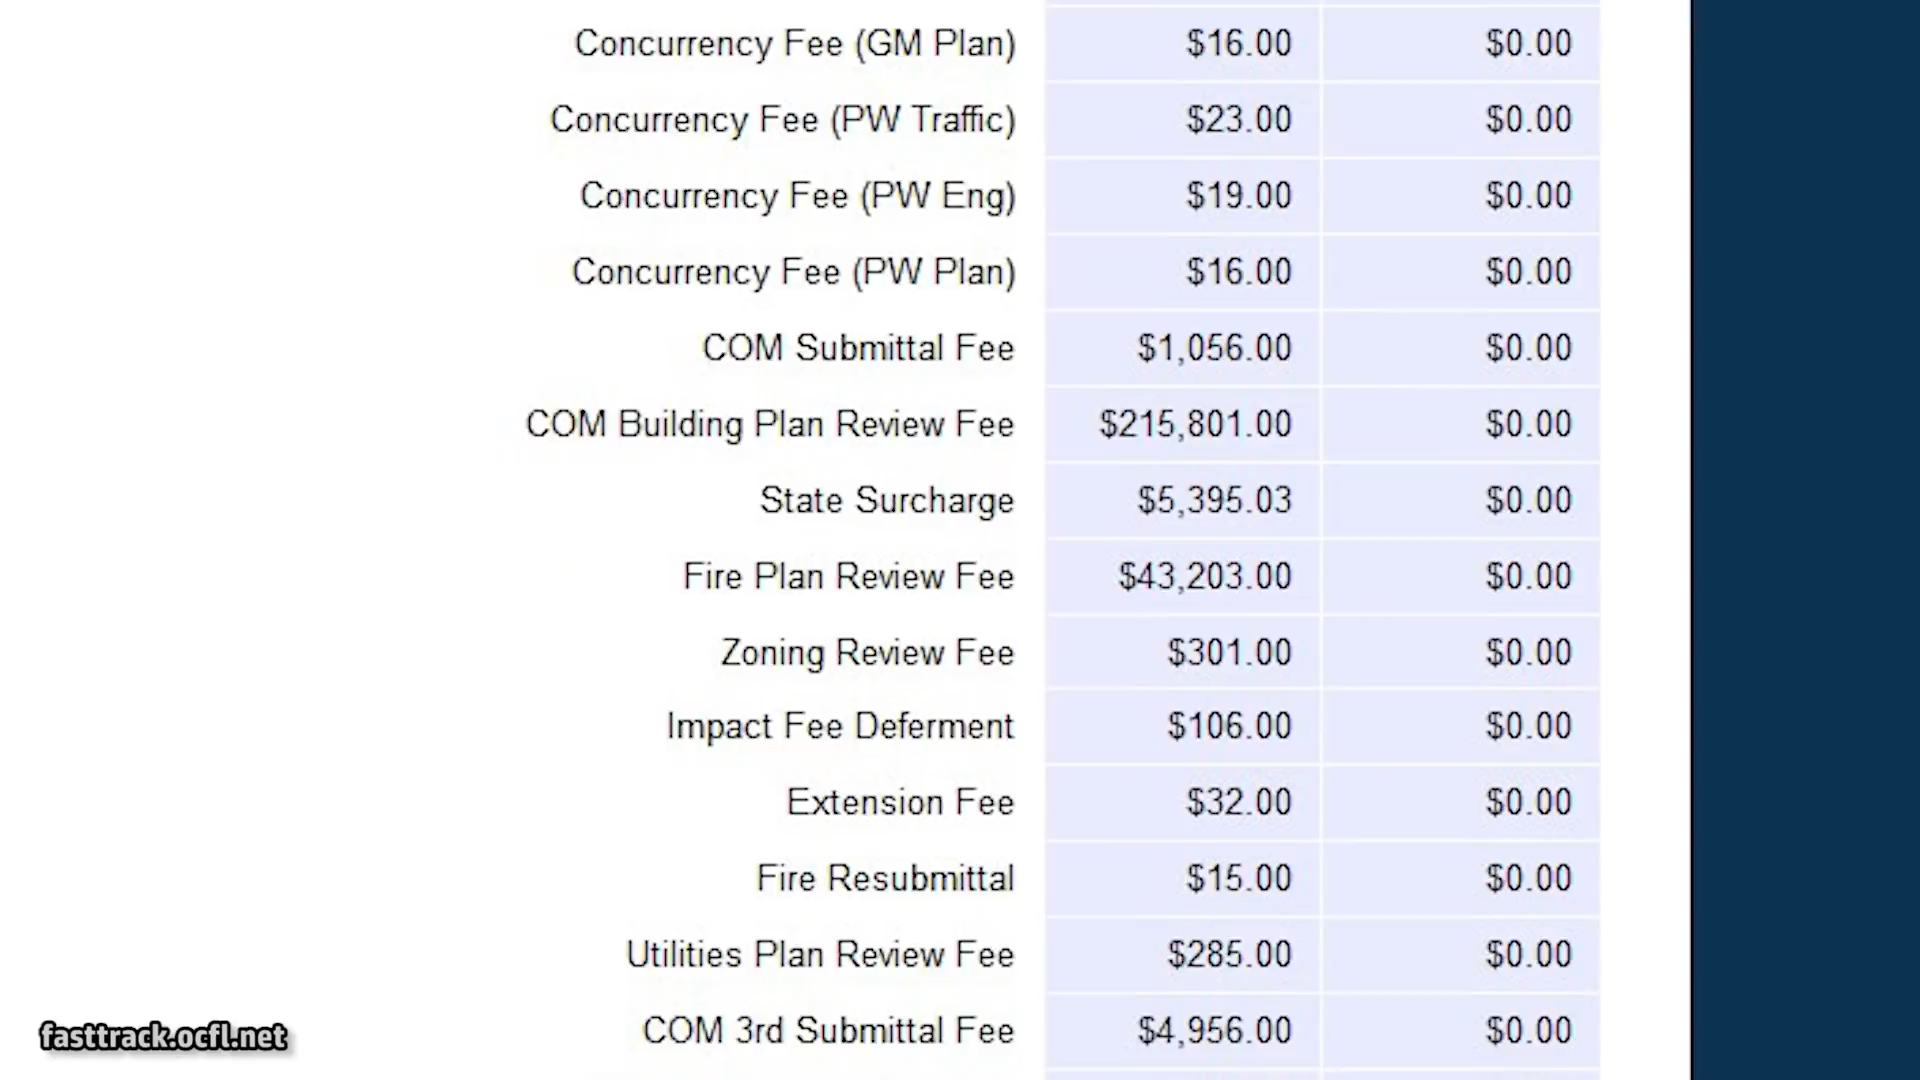 Concurrency Fee (GM Plan) $16.00 $0.00
Concurrency Fee (PW Traffic) $23.00 $0.00
Concurrency Fee (PW Eng) $19.00 $0.00
Concurrency Fee (PW Plan) $16.00 $0.00
COM Submittal Fee $1,056.00 $0.00
COM Building Plan Review Fee $215,801.00 $0.00
State Surcharge $5,395.03 $0.00
Fire Plan Review Fee $43,203.00 $0.00
Zoning Review Fee $301.00 $0.00
Impact Fee Deferment $106.00 $0.00
Extension Fee $32.00 $0.00
Fire Resubmittal $15.00 $0.00
Utilities Plan Review Fee $285.00 $0.00
COM 3rd Submittal Fee $4,956.00 $0.00
fasttrack.ocfl.net